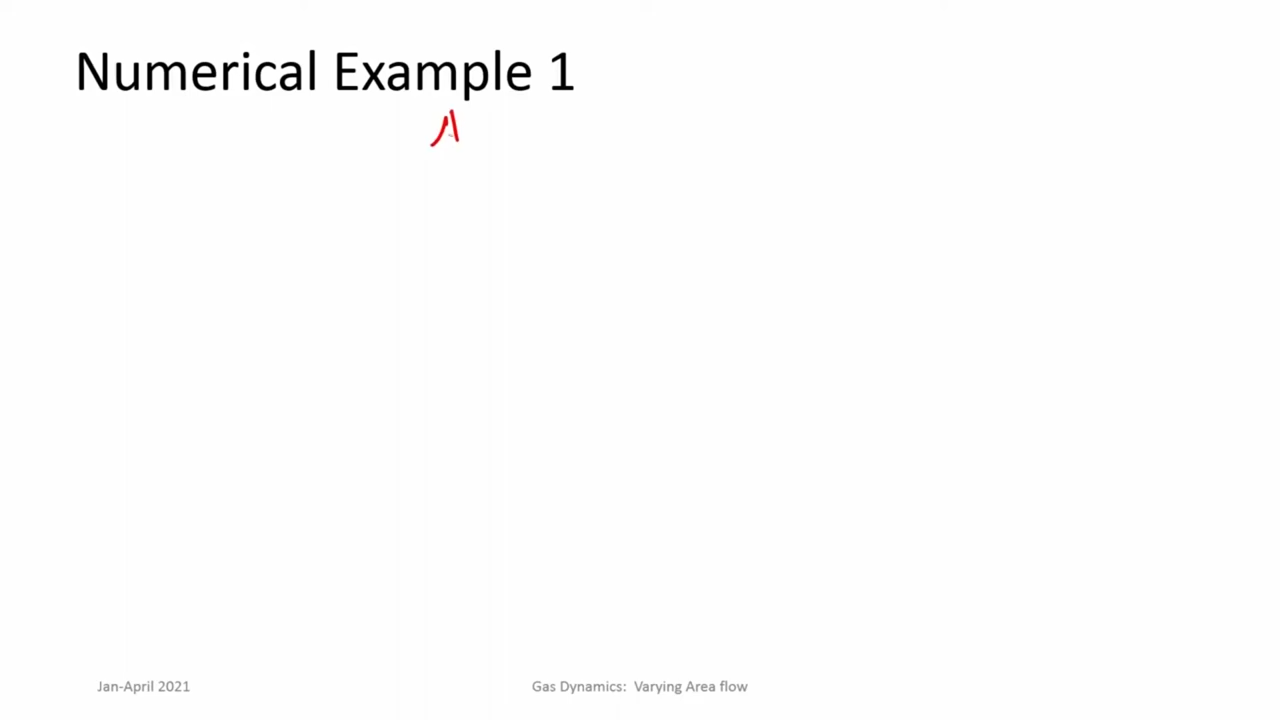 Numerical Example 1
A
Jan-April 2021
Gas Dynamics: Varying Area flow